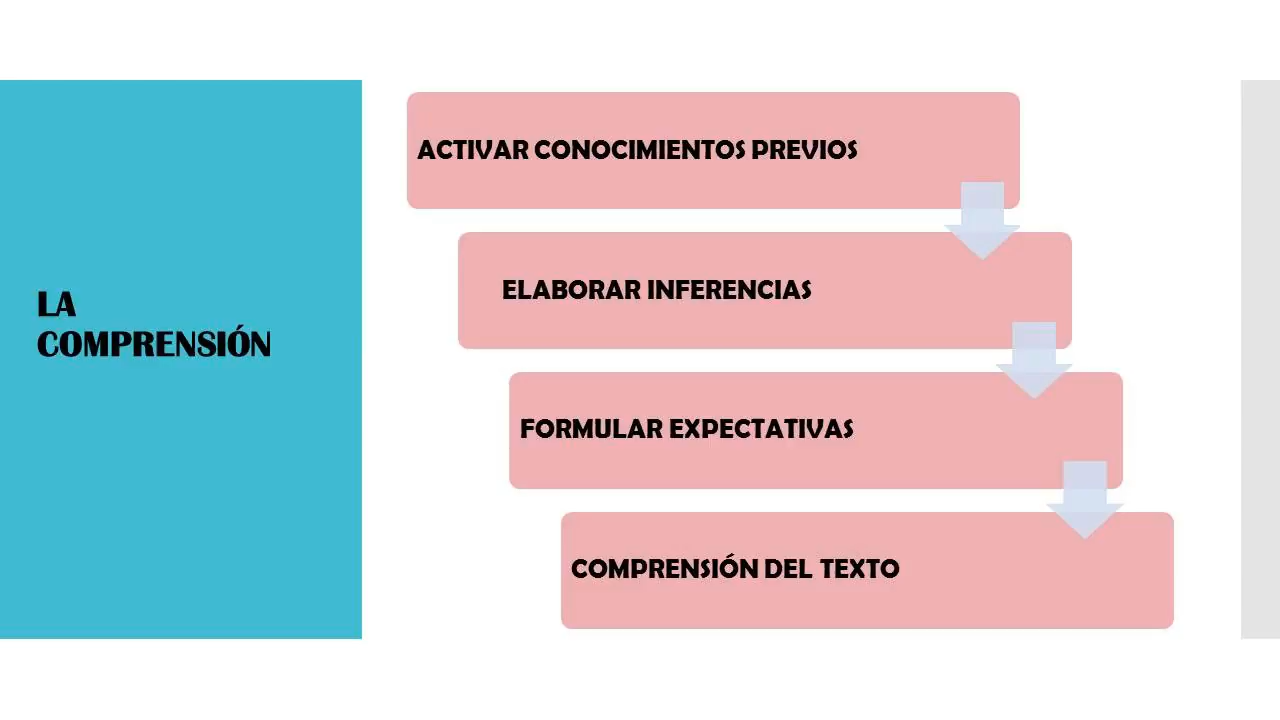 LA
COMPRENSIÓN
ACTIVAR CONOCIMIENTOS PREVIOS
ELABORAR INFERENCIAS
FORMULAR EXPECTATIVAS
COMPRENSIÓN DEL TEXTO